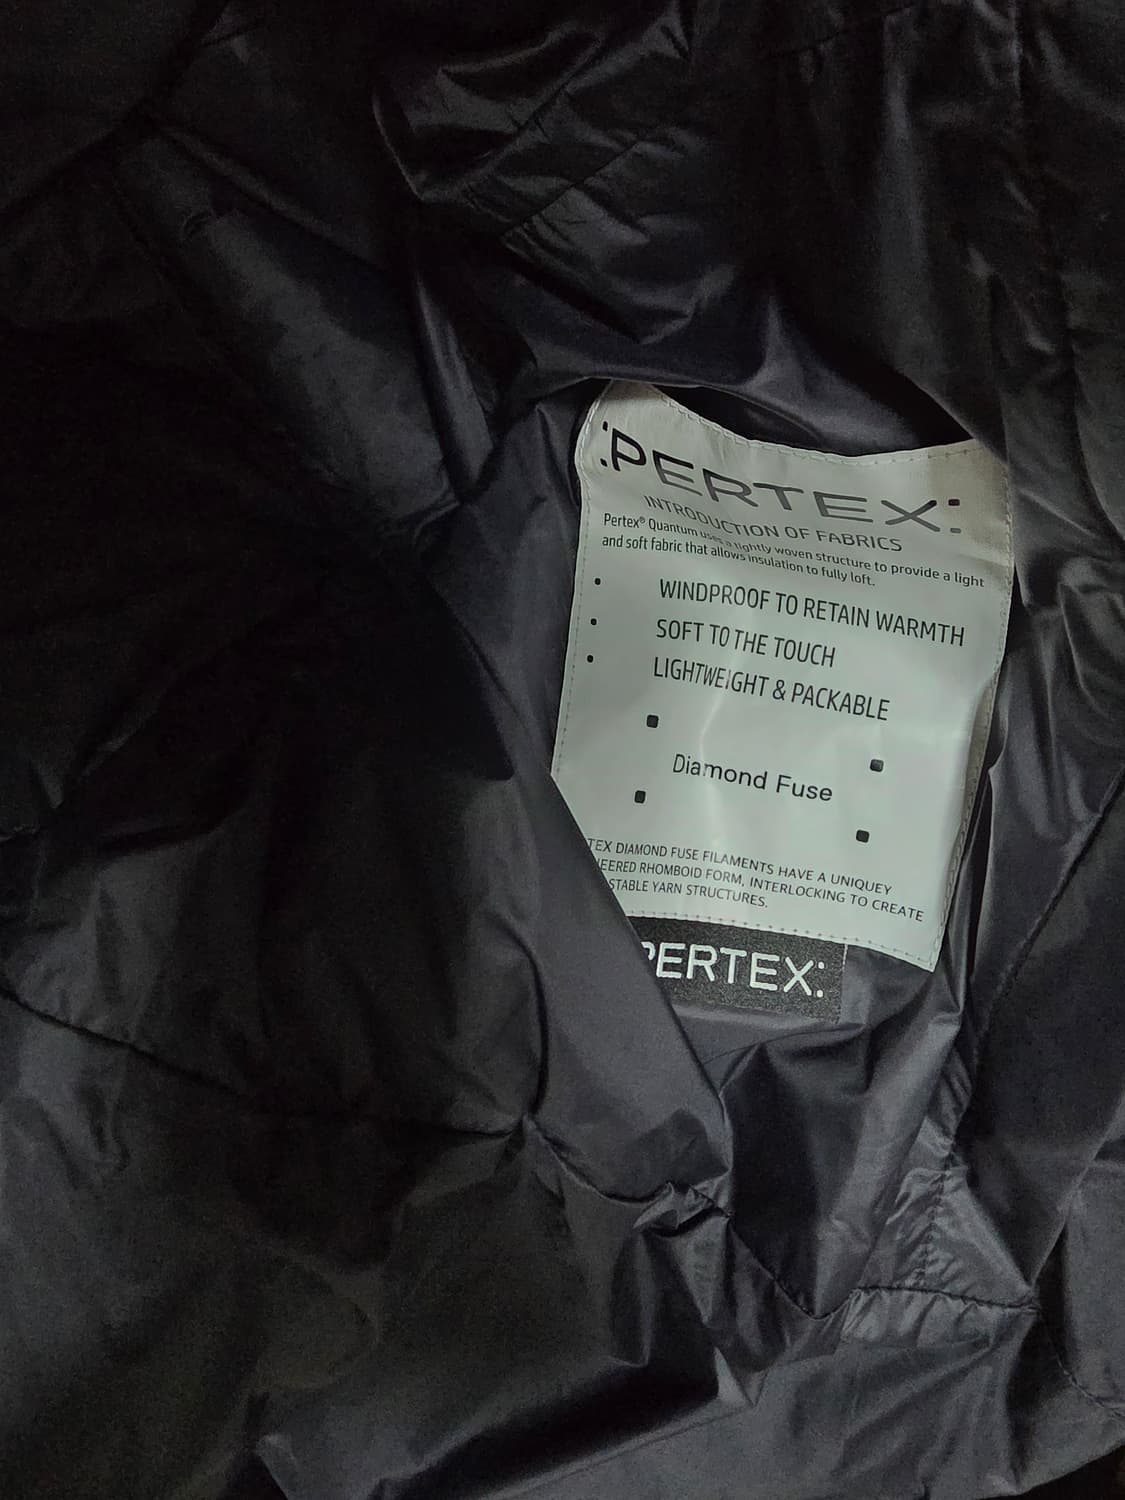 :PERTEX:
INTRODUCTION OF FABRICS
Pertex® Quantum uses a tightly woven structure to provide a light
and soft fabric that allows insulation to fully loft.
• WINDPROOF TO RETAIN WARMTH
• SOFT TO THE TOUCH
• LIGHTWEIGHT & PACKABLE
Diamond Fuse
TEX DIAMOND FUSE FILAMENTS HAVE A UNIQUEY
EERED RHOMBOID FORM, INTERLOCKING TO CREATE
STABLE YARN STRUCTURES.
PERTEX: